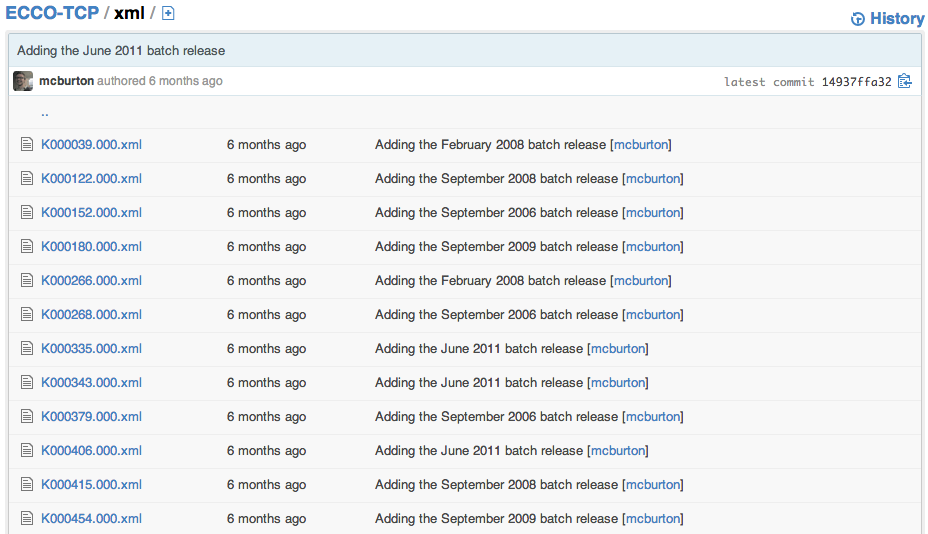 ECCO-TCP / xml /
History
Adding the June 2011 batch release
mcburton authored 6 months ago latest commit 14937ffa32
..
K000039.000.xml 6 months ago Adding the February 2008 batch release [mcburton]
K000122.000.xml 6 months ago Adding the September 2008 batch release [mcburton]
K000152.000.xml 6 months ago Adding the September 2006 batch release [mcburton]
K000180.000.xml 6 months ago Adding the September 2009 batch release [mcburton]
K000266.000.xml 6 months ago Adding the February 2008 batch release [mcburton]
K000268.000.xml 6 months ago Adding the September 2006 batch release [mcburton]
K000335.000.xml 6 months ago Adding the June 2011 batch release [mcburton]
K000343.000.xml 6 months ago Adding the June 2011 batch release [mcburton]
K000379.000.xml 6 months ago Adding the September 2006 batch release [mcburton]
K000406.000.xml 6 months ago Adding the June 2011 batch release [mcburton]
K000415.000.xml 6 months ago Adding the September 2008 batch release [mcburton]
K000454.000.xml 6 months ago Adding the September 2009 batch release [mcburton]